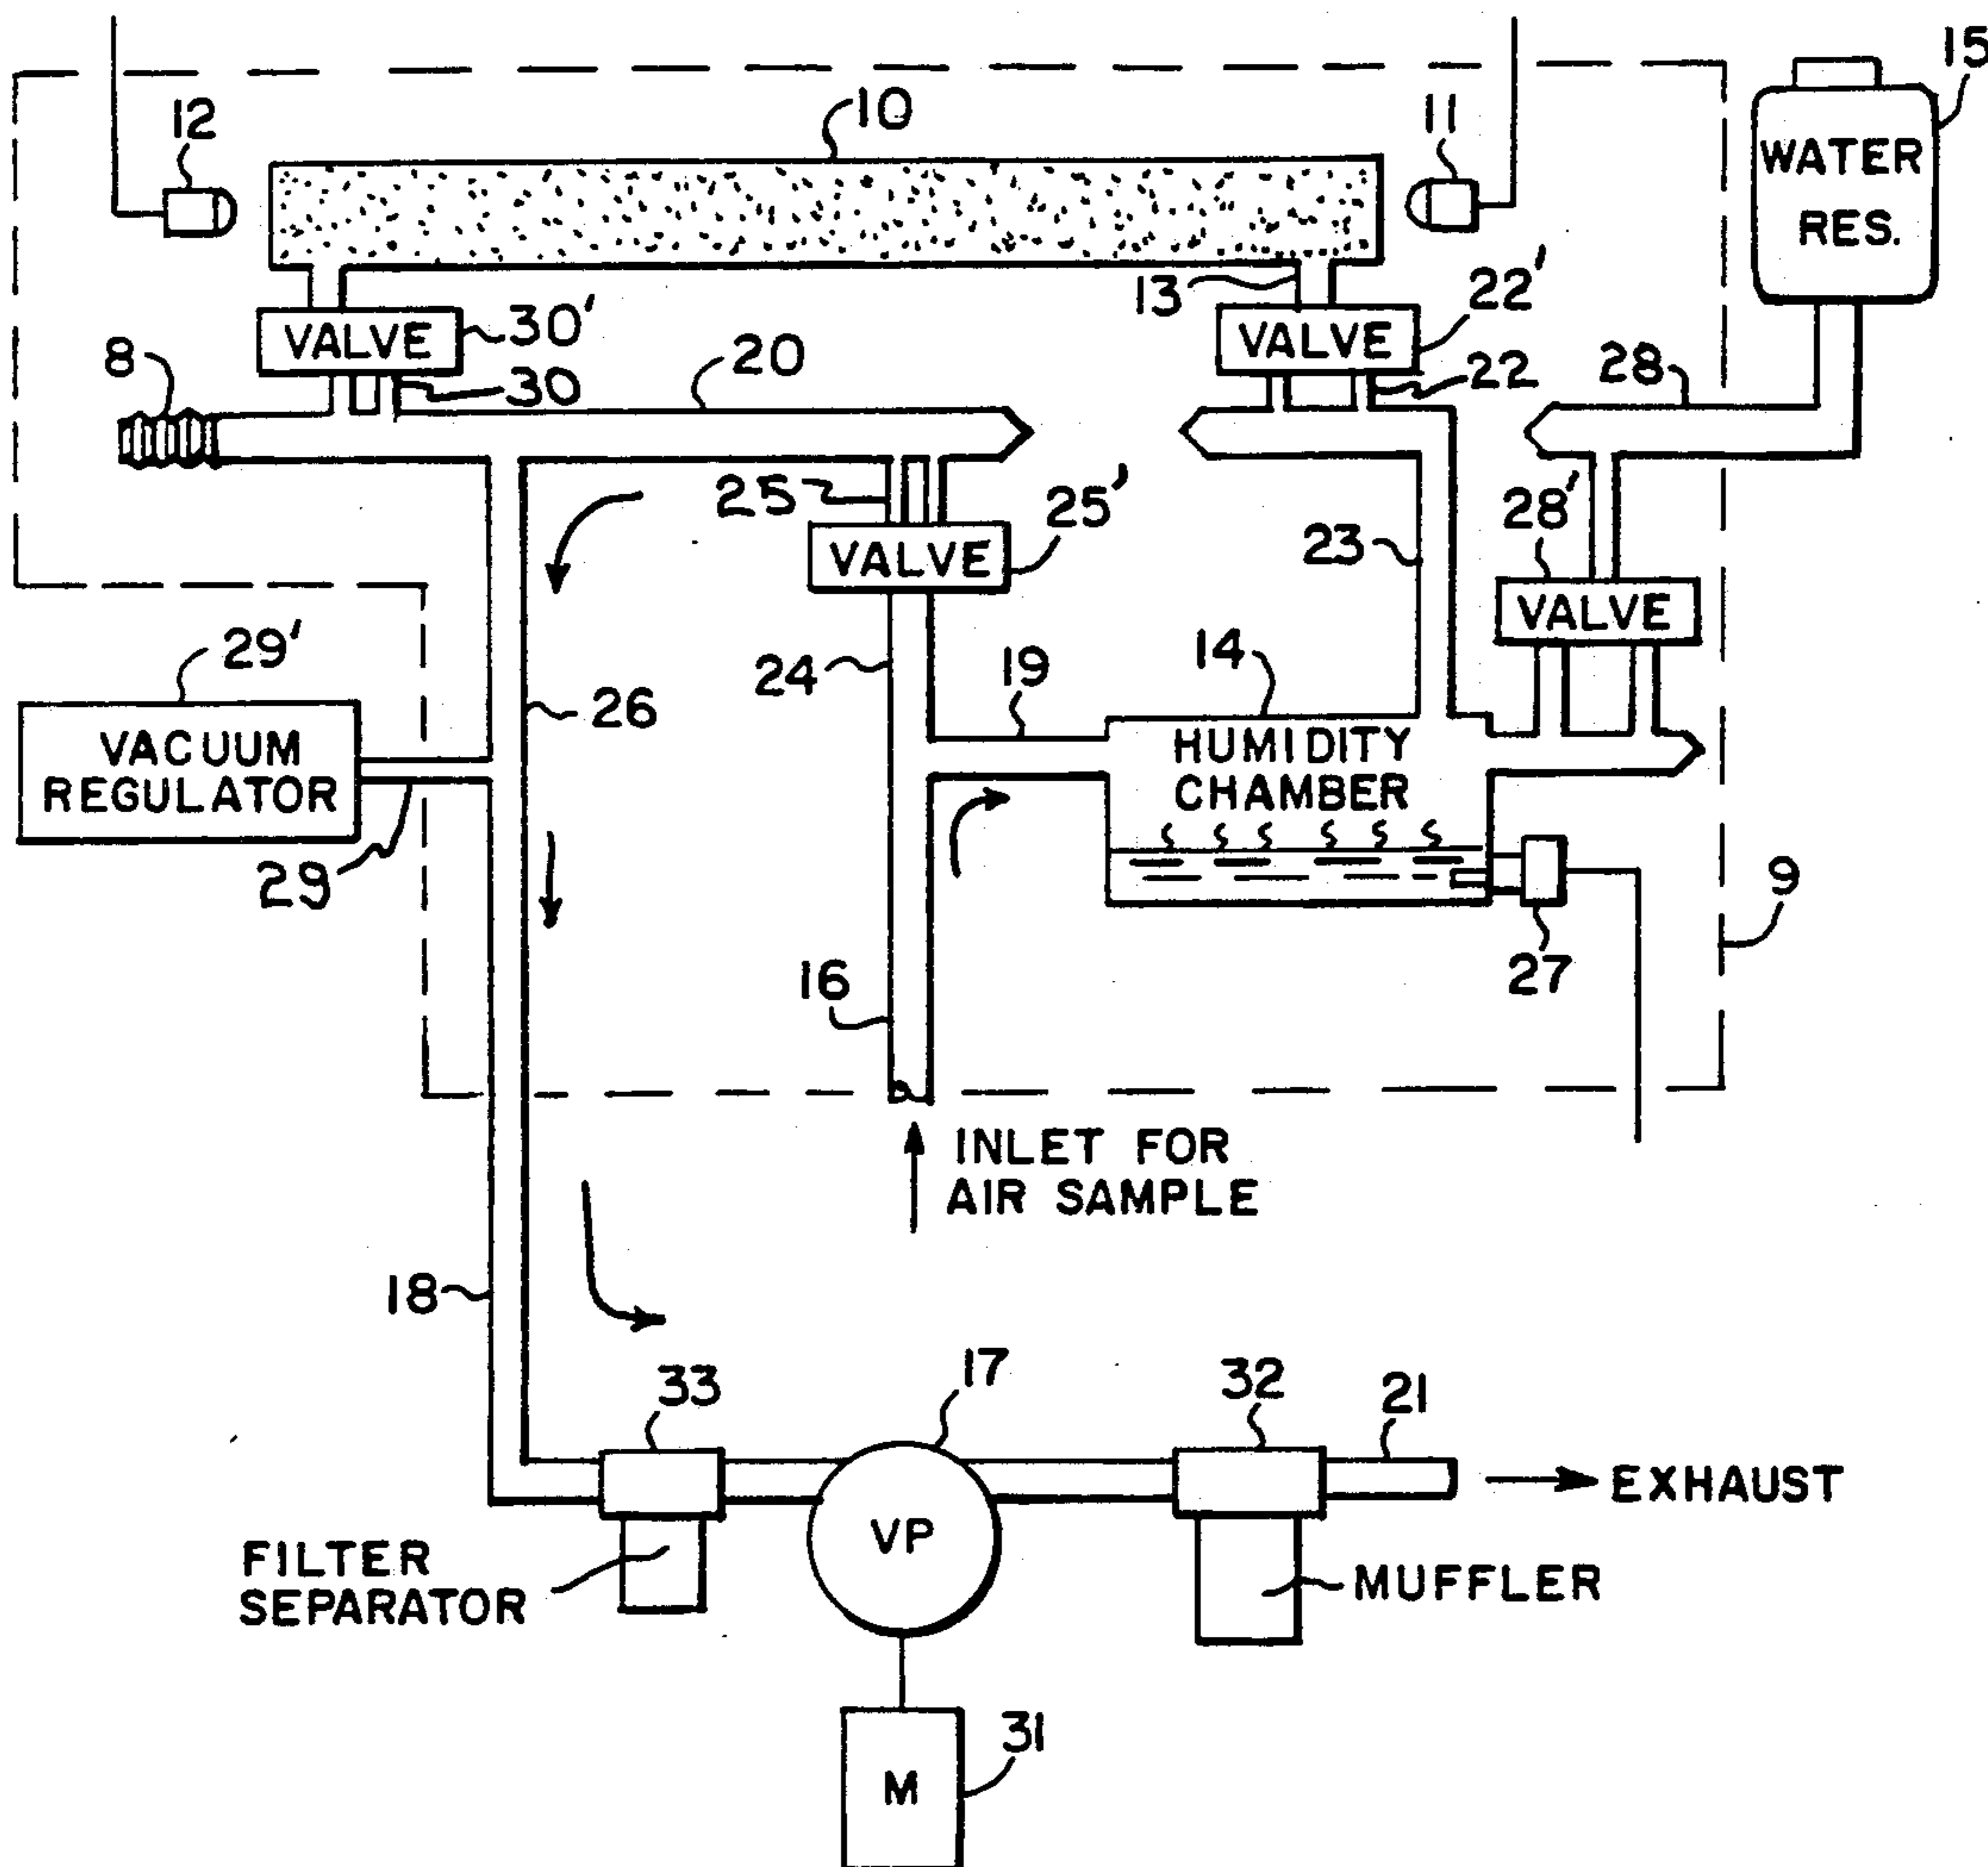 15
12
10
11
WATER
RES.
13
22'
VALVE
30'
VALVE
8
30
20
22
28
25
25'
28'
VALVE
23
VALVE
29'
24
19
14
26
VACUUM
REGULATOR
HUMIDITY
CHAMBER
29
9
16
27
INLET FOR
AIR SAMPLE
18
33
17
32
21
EXHAUST
VP
FILTER
SEPARATOR
MUFFLER
31
M